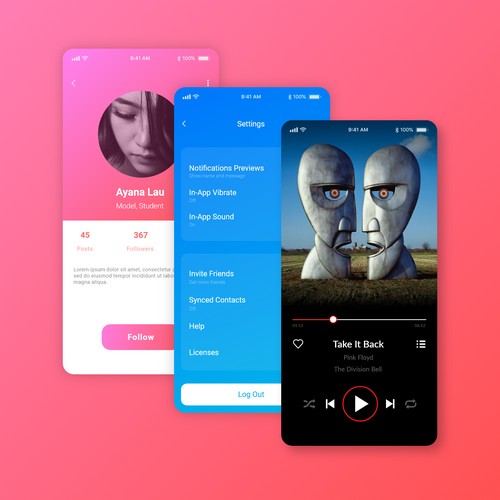 9:41 AM
100%
Ayana Lau
Model, Student
45
367
Posts
Followers
Lorem ipsum dolor sit amet, consectetur
sed do eiusmod tempor incididunt ut labor
magna aliqua.
Follow
9:41 AM
100%
Settings
Notifications Previews
Show name and message
In-App Vibrate
Off
In-App Sound
On
Invite Friends
Get more friends
Synced Contacts
Off
Help
Licenses
Log Out
9:41 AM
100%
Take It Back
Pink Floyd
The Division Bell